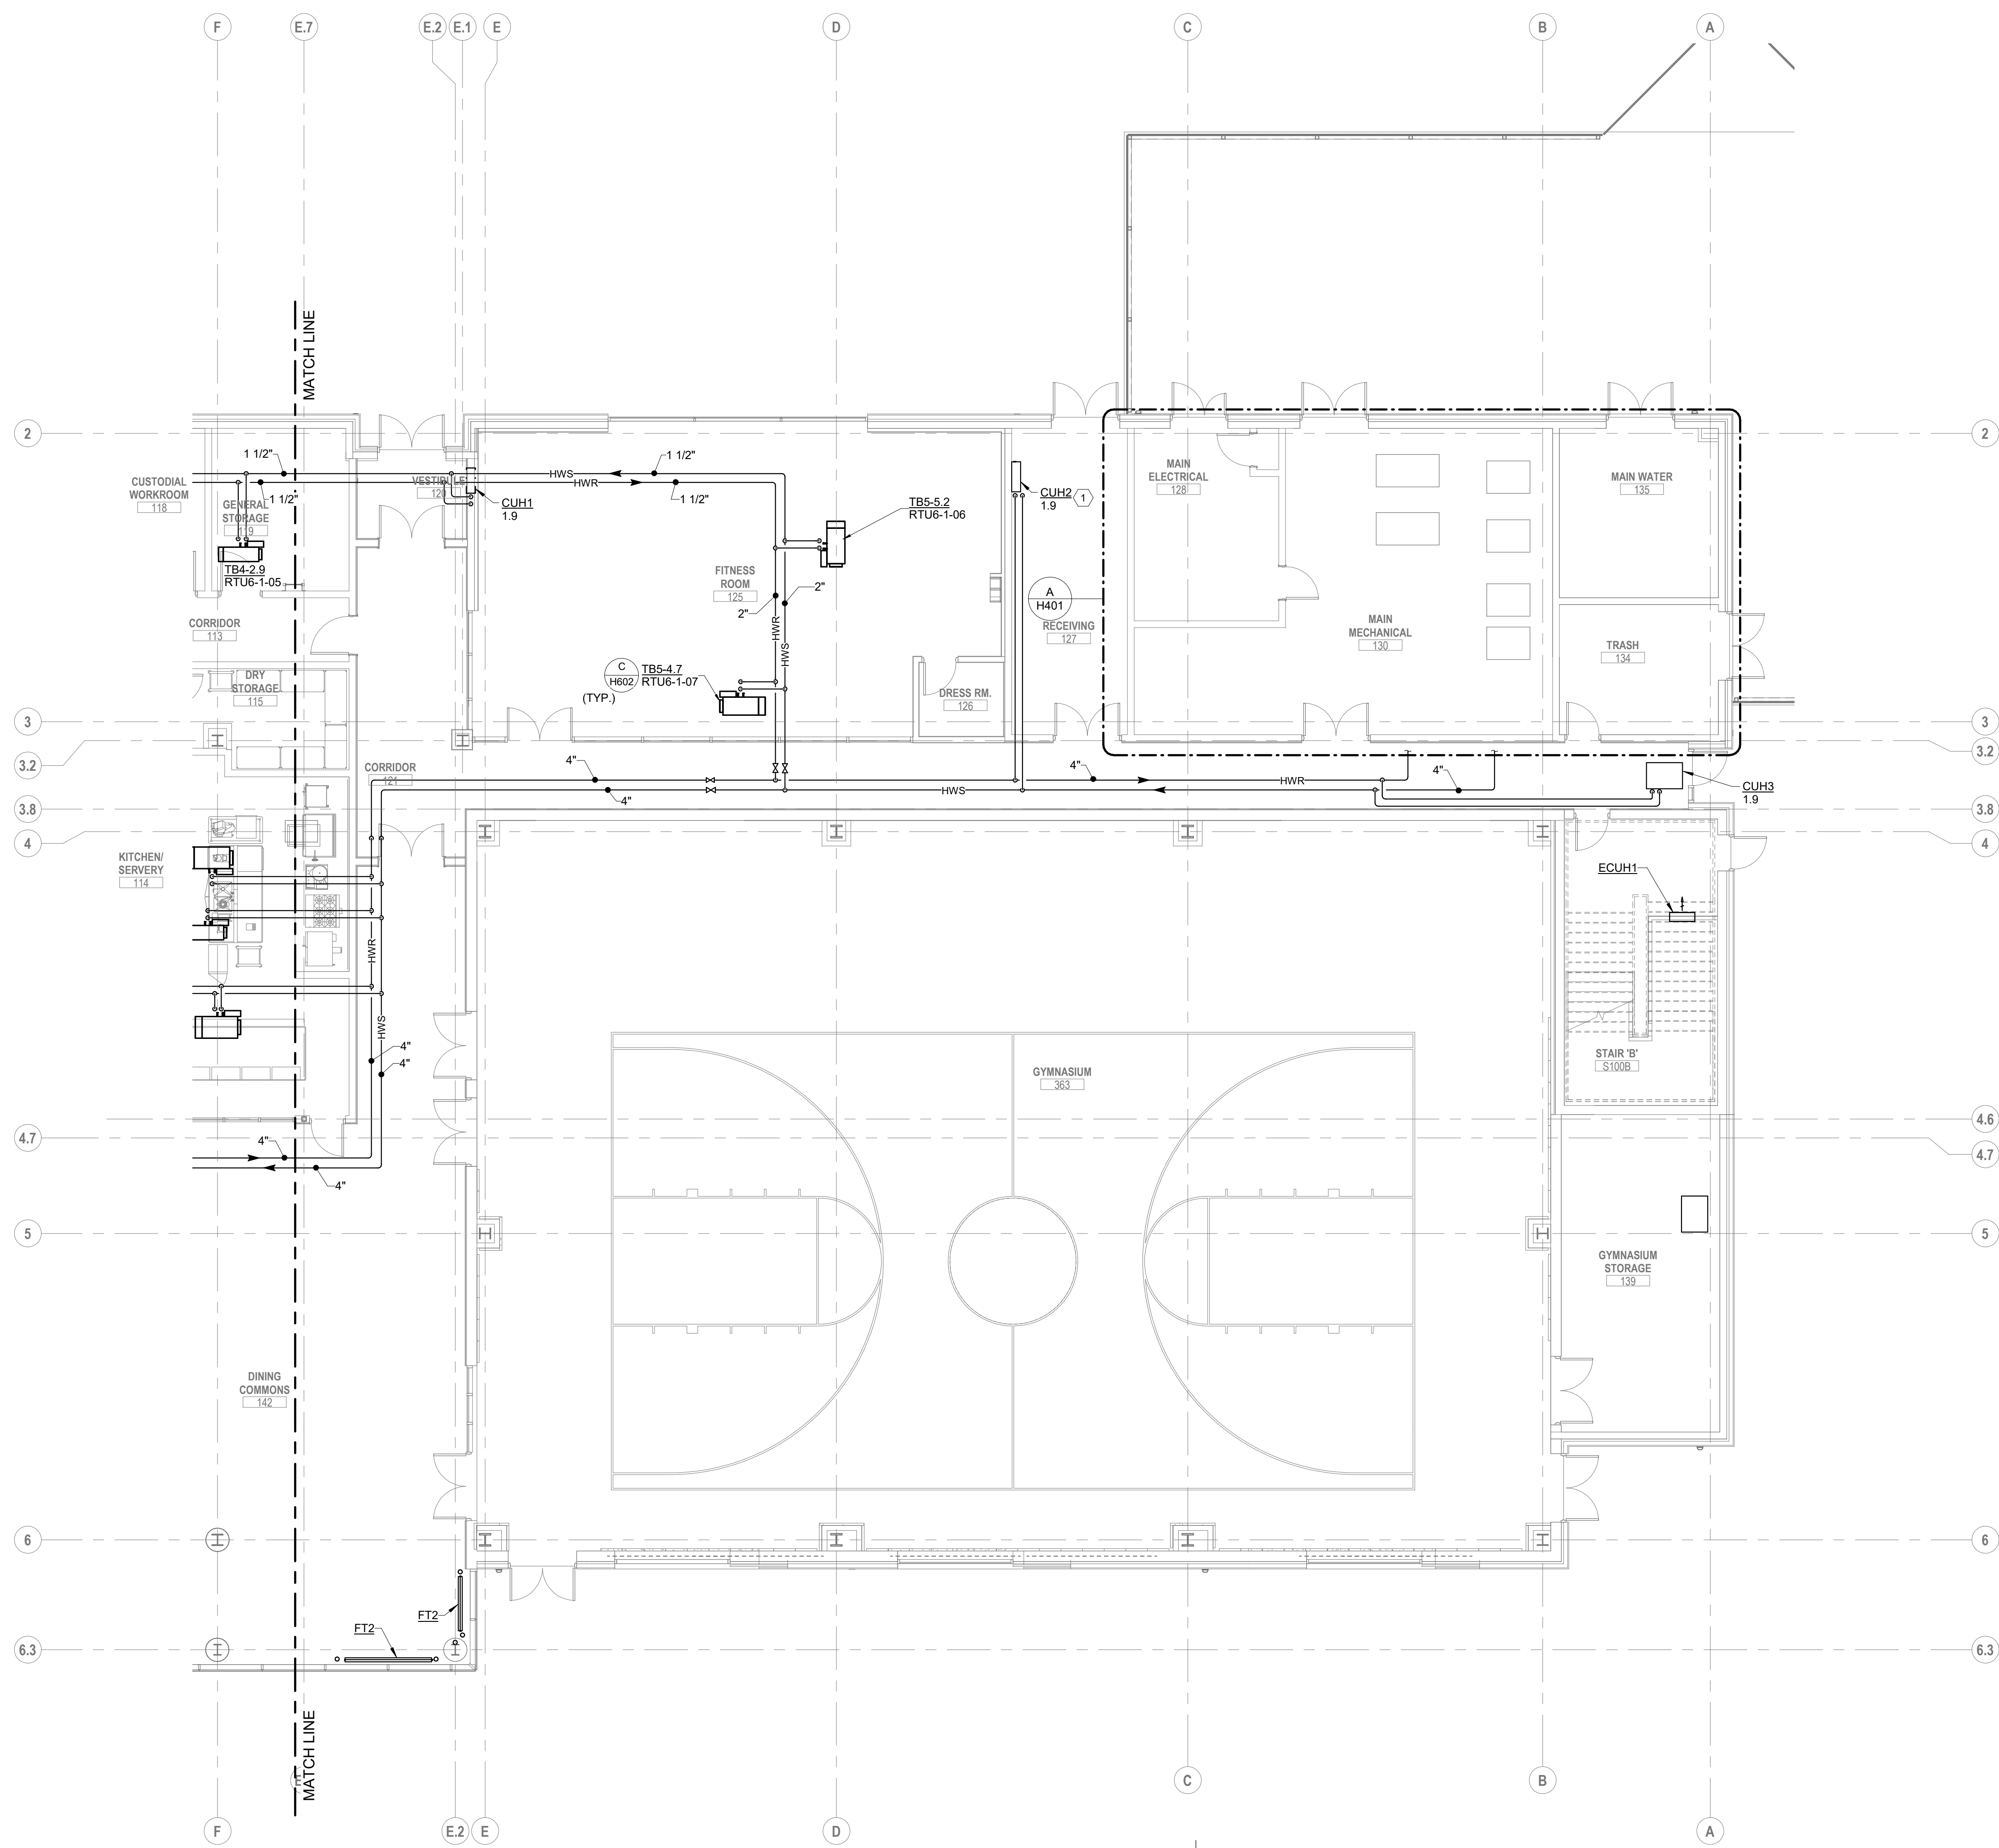 F
E.7
E.2
E.1
E
D
C
B
A
MATCH LINE
2
2
1 1/2"
HWS
1 1/2"
HWR
1 1/2"
1 1/2"
CUSTODIAL
WORKROOM
118
GENERAL
STORAGE
119
VESTIBULE
120
CUH1
1.9
TB5-5.2
RTU6-1-06
CUH2
1.9
1
MAIN
ELECTRICAL
128
MAIN WATER
135
TB4-2.9
RTU6-1-05
FITNESS
ROOM
125
2"
2"
HWR
HWS
A
H401
RECEIVING
127
MAIN
MECHANICAL
130
TRASH
134
CORRIDOR
113
DRY
STORAGE
115
C
H602
TB5-4.7
RTU6-1-07
(TYP.)
DRESS RM.
126
3
3
3.2
3.2
CORRIDOR
121
4"
4"
4"
HWR
HWS
4"
4"
CUH3
1.9
3.8
3.8
4
4
KITCHEN/
SERVERY
114
ECUH1
HWR
HWS
4"
4"
GYMNASIUM
363
STAIR 'B'
S100B
4.6
4.7
4.7
4"
4"
5
5
GYMNASIUM
STORAGE
139
DINING
COMMONS
142
6
6
FT2
FT2
6.3
6.3
MATCH LINE
F
E.2
E
D
C
B
A